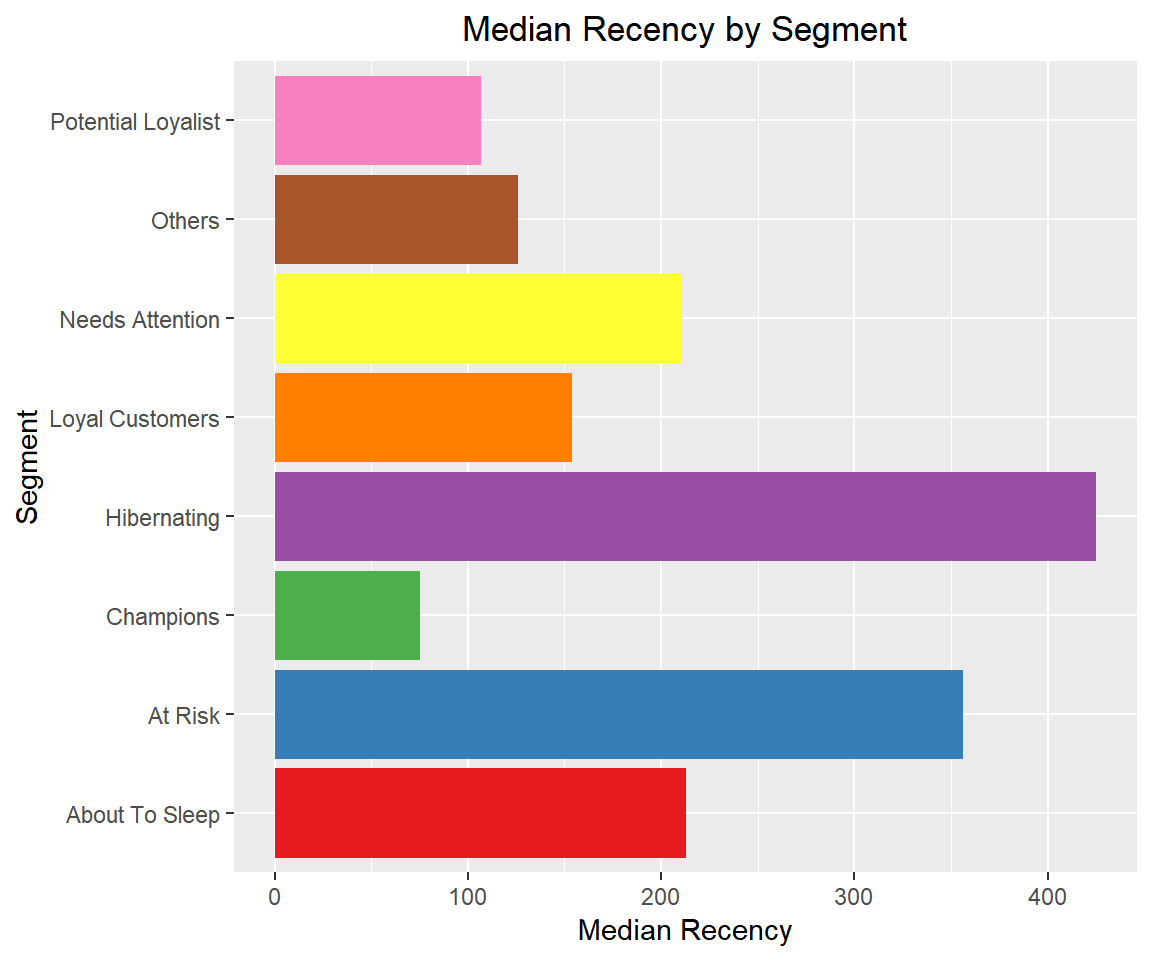 Median Recency by Segment
Potential Loyalist
Others
Needs Attention
Loyal Customers
Hibernating
Champions
At Risk
About To Sleep
Segment
0 100 200 300 400
Median Recency